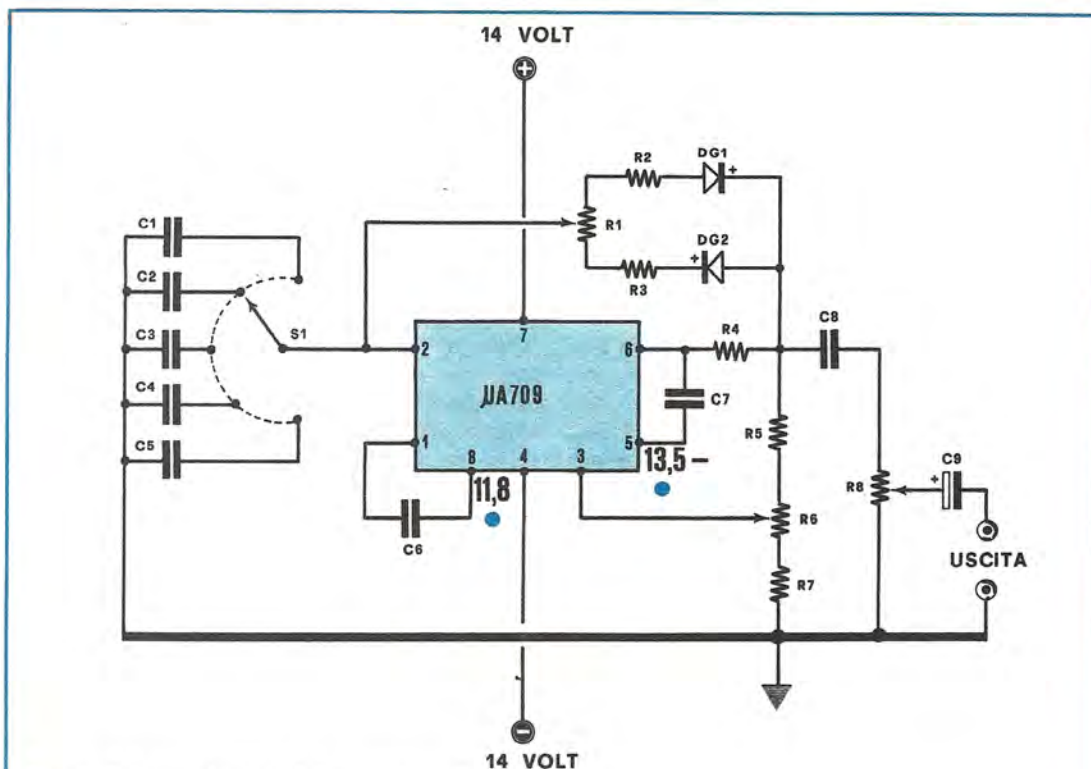 14 VOLT
+
R2
DG1
+
C1
R1
DG2
+
C2
R3
S1
C3
7
R4
C8
2
6
C4
µA709
C7
R5
C5
1
5
8
4
3
13,5 –
11,8
R8
+
C9
R6
C6
USCITA
R7
–
14 VOLT